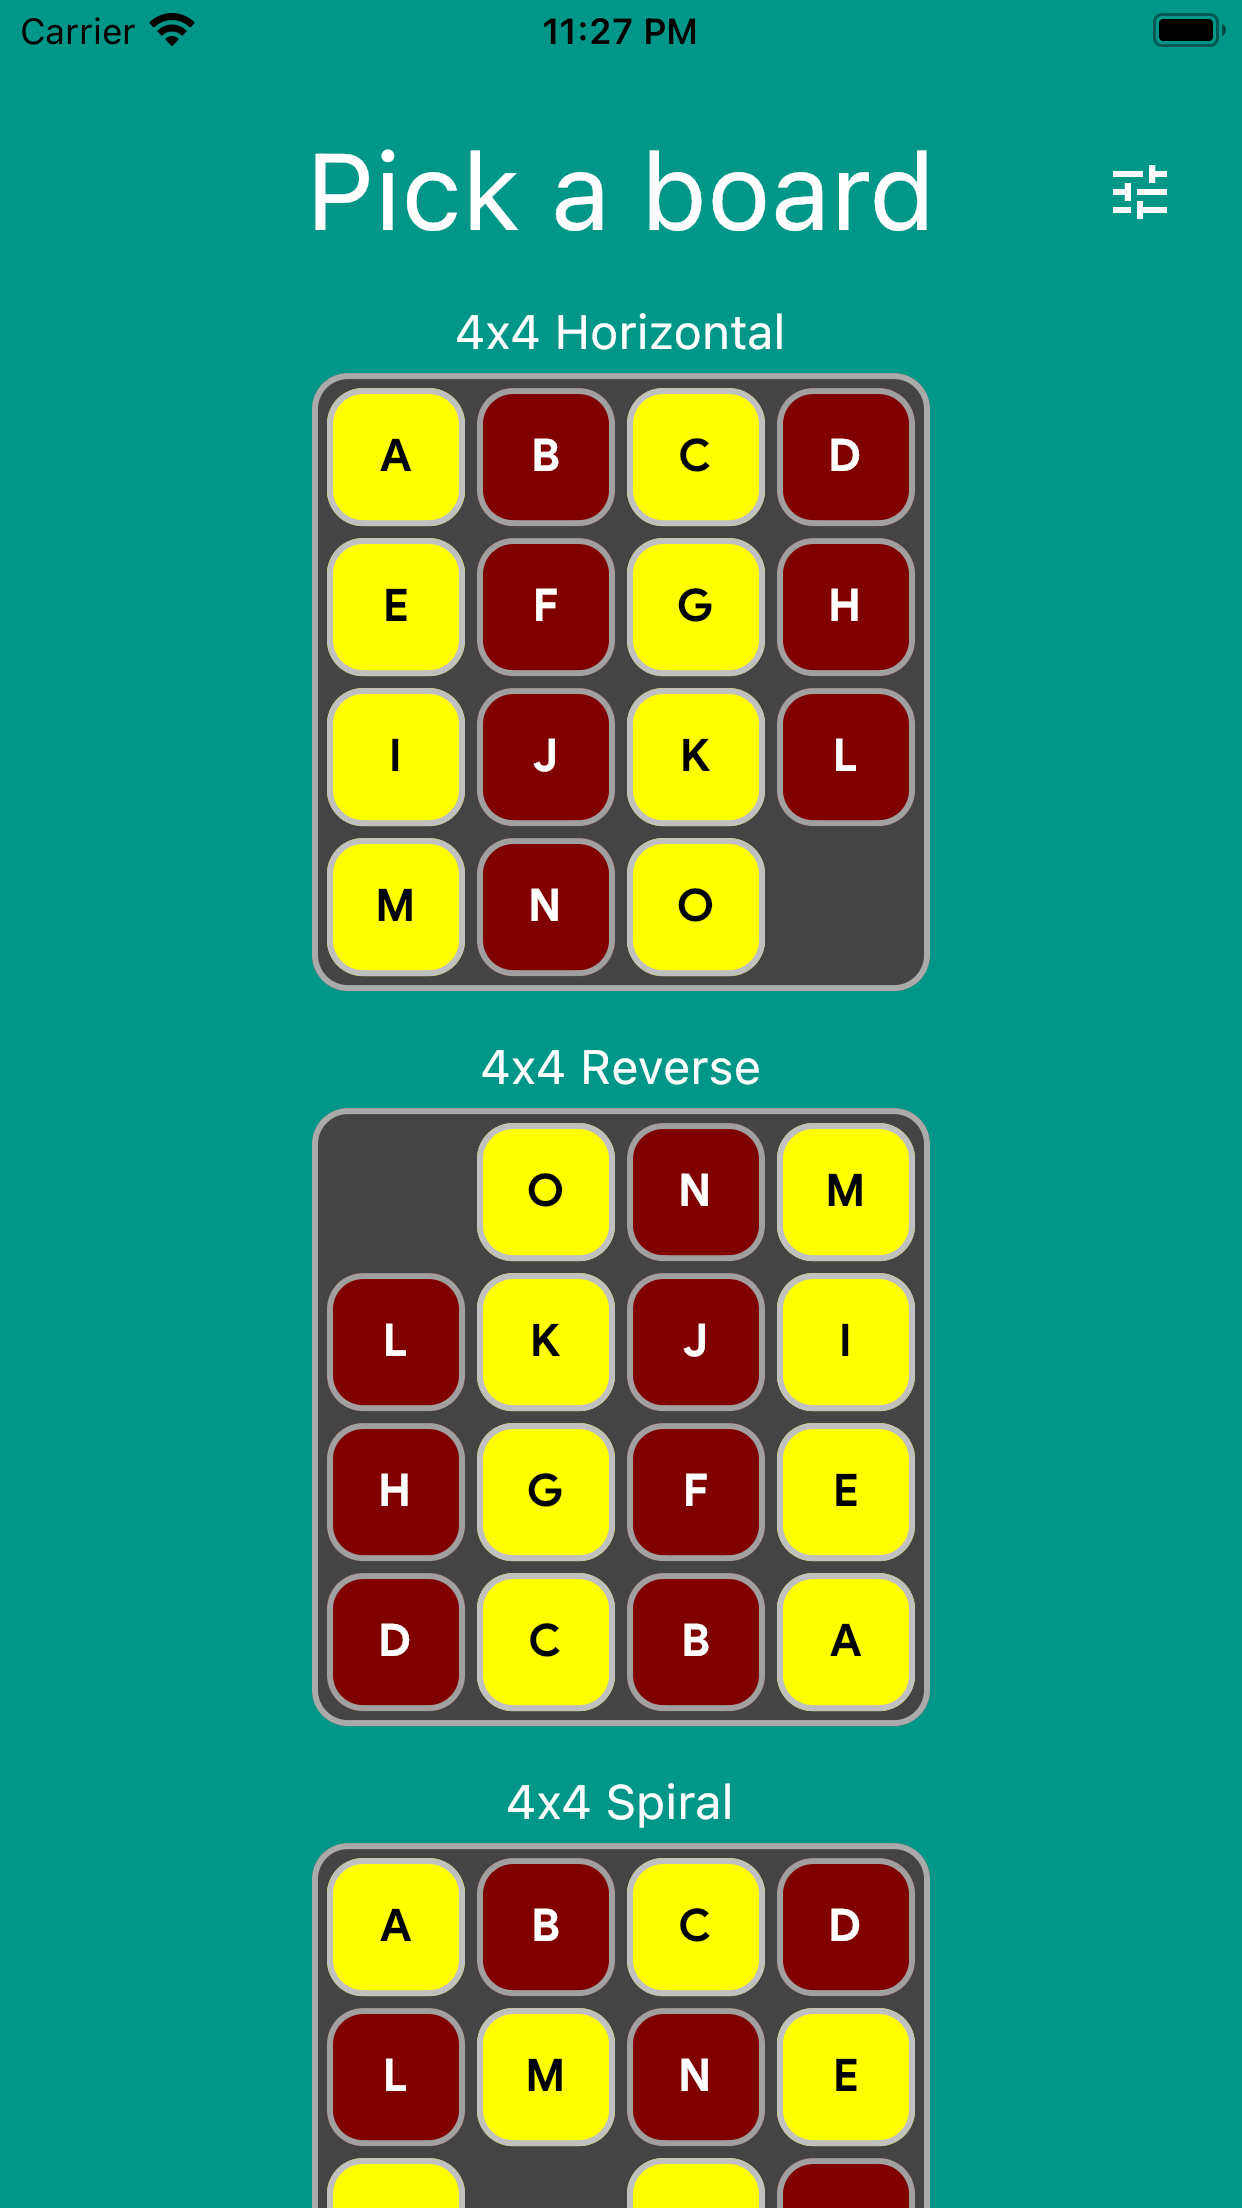 Carrier 11:27 PM
Pick a board
4x4 Horizontal
A B C D
E F G H
I J K L
M N O
4x4 Reverse
O N M
L K J I
H G F E
D C B A
4x4 Spiral
A B C D
L M N E